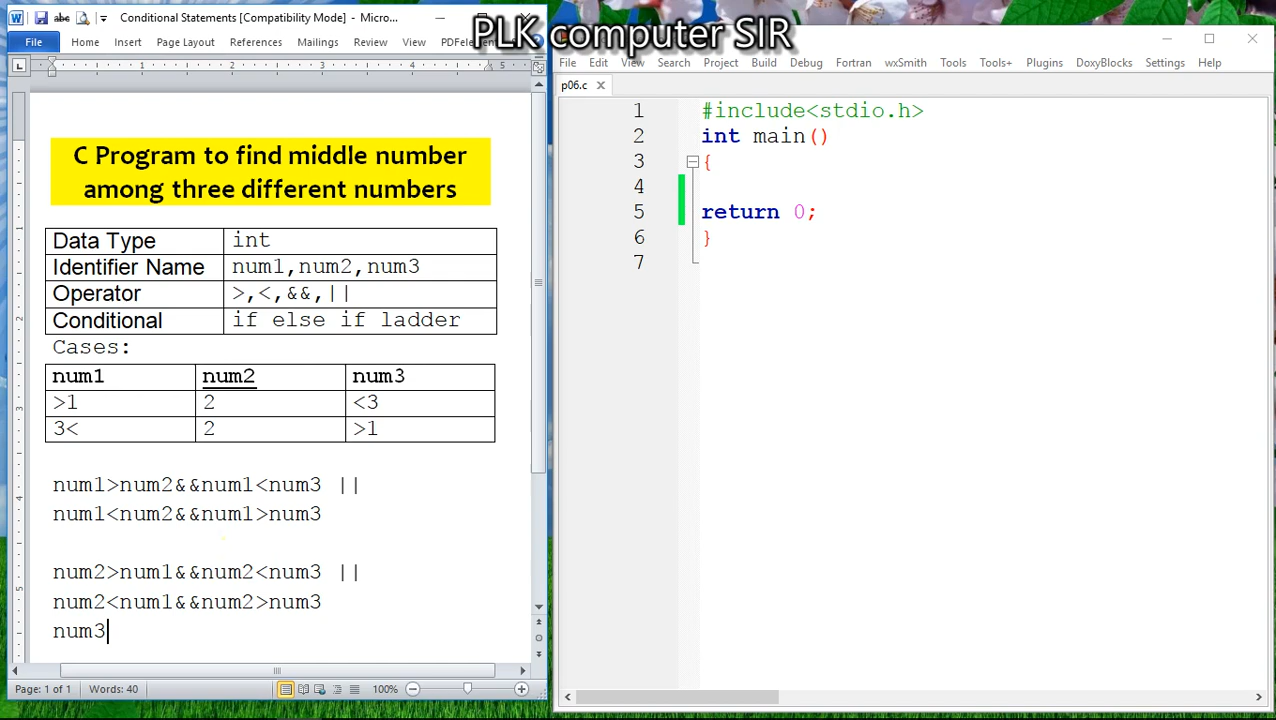 Conditional Statements [Compatibility Mode] - Micro...
PLK computer SIR
File Home Insert Page Layout References Mailings Review View PDFelement
File Edit View Search Project Build Debug Fortran wxSmith Tools Tools+ Plugins DoxyBlocks Settings Help
p06.c
C Program to find middle number
among three different numbers
Data Type int
Identifier Name num1,num2,num3
Operator >,<,&&,||
Conditional if else if ladder
Cases:
num1 num2 num3
>1 2 <3
3< 2 >1
num1>num2&&num1<num3 ||
num1<num2&&num1>num3
num2>num1&&num2<num3 ||
num2<num1&&num2>num3
num3
1 #include<stdio.h>
2 int main()
3 {
4
5 return 0;
6 }
7
Page: 1 of 1 Words: 40 100%